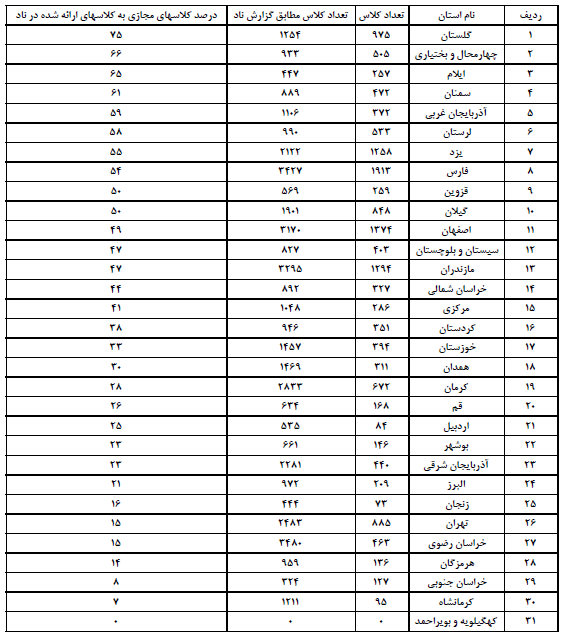 ردیف نام استان تعداد کلاس تعداد کلاس مطابق گزارش ناد درصد کلاسهای مجازی به کلاسهای ارائه شده در ناد
۱ گلستان ۹۷۵ ۱۲۵۴ ۷۵
۲ چهارمحال و بختیاری ۵۰۵ ۹۳۳ ۶۶
۳ ایلام ۲۵۷ ۴۴۷ ۶۵
۴ سمنان ۴۷۲ ۸۸۹ ۶۱
۵ آذربایجان غربی ۳۷۲ ۱۱۰۶ ۵۹
۶ لرستان ۵۳۳ ۹۹۰ ۵۸
۷ یزد ۱۲۵۸ ۲۱۲۲ ۵۵
۸ فارس ۱۹۱۳ ۳۴۲۷ ۵۴
۹ قزوین ۲۵۹ ۵۶۹ ۵۰
۱۰ گیلان ۸۴۸ ۱۹۰۱ ۵۰
۱۱ اصفهان ۱۳۷۴ ۳۱۷۰ ۴۹
۱۲ سیستان و بلوچستان ۴۰۳ ۸۲۷ ۴۷
۱۳ مازندران ۱۲۹۴ ۳۲۹۵ ۴۷
۱۴ خراسان شمالی ۳۲۷ ۸۹۲ ۴۴
۱۵ مرکزی ۲۸۶ ۱۰۴۸ ۴۱
۱۶ کردستان ۳۵۱ ۹۴۶ ۳۸
۱۷ خوزستان ۳۹۴ ۱۴۵۷ ۳۳
۱۸ همدان ۳۱۱ ۱۴۶۹ ۳۰
۱۹ کرمان ۶۷۲ ۲۸۳۳ ۲۸
۲۰ قم ۱۶۸ ۶۳۴ ۲۶
۲۱ اردبیل ۸۴ ۵۳۵ ۲۵
۲۲ بوشهر ۱۴۶ ۶۶۱ ۲۳
۲۳ آذربایجان شرقی ۴۴۰ ۲۲۸۱ ۲۳
۲۴ البرز ۲۰۹ ۹۷۲ ۲۱
۲۵ زنجان ۷۳ ۴۴۴ ۱۶
۲۶ تهران ۸۸۵ ۲۴۸۳ ۱۵
۲۷ خراسان رضوی ۴۶۳ ۳۴۸۰ ۱۵
۲۸ هرمزگان ۱۳۶ ۹۵۹ ۱۴
۲۹ خراسان جنوبی ۱۲۷ ۳۲۴ ۸
۳۰ کرمانشاه ۹۵ ۱۲۱۱ ۷
۳۱ کهگیلویه و بویراحمد ۰ ۰ ۰